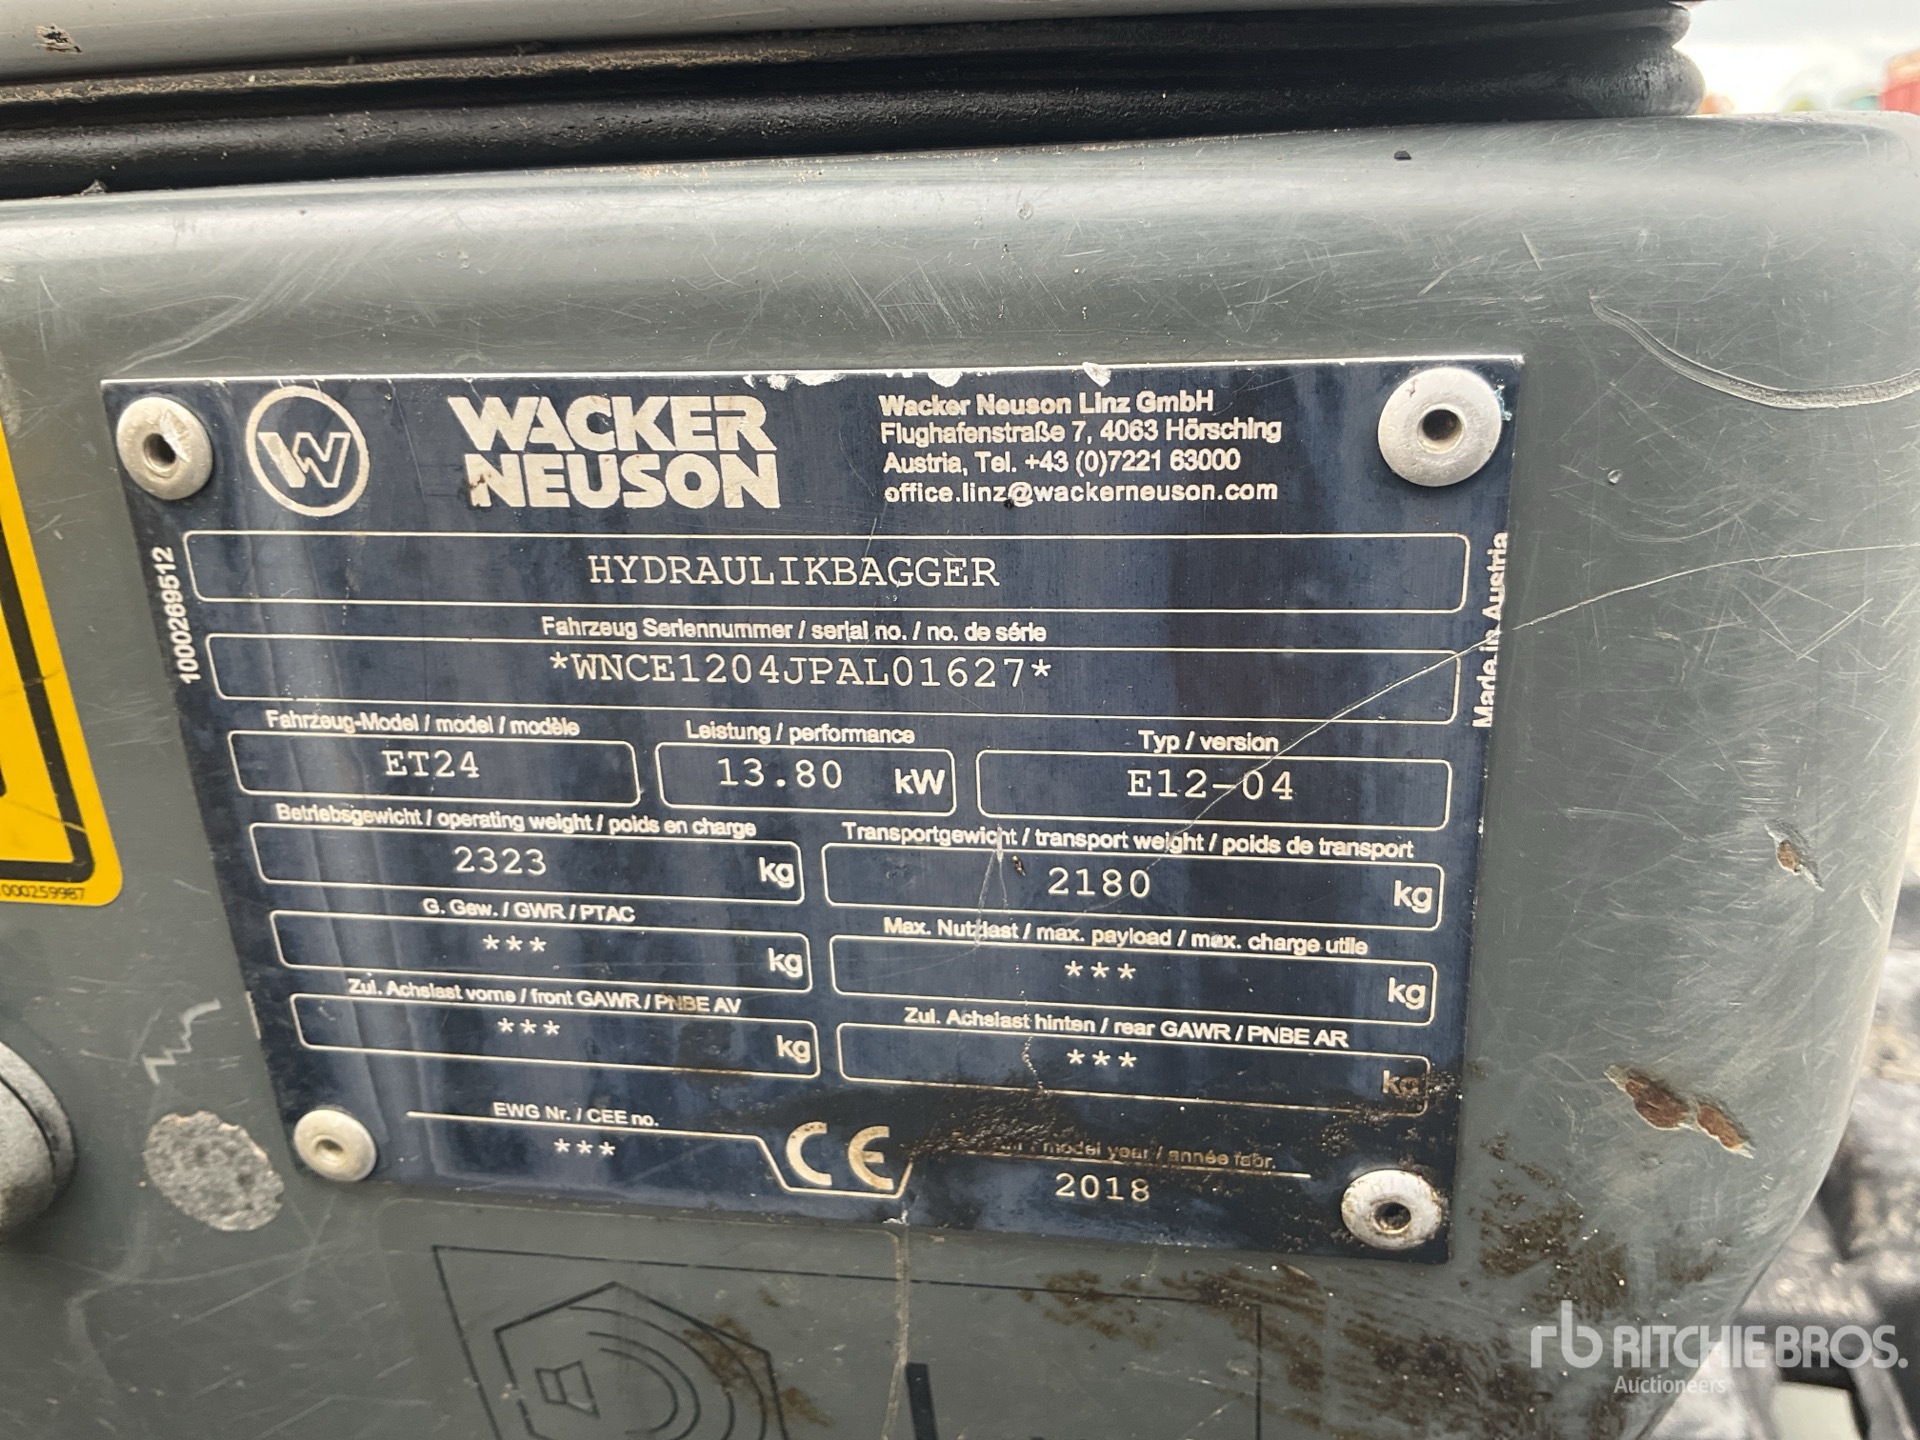 WACKER
NEUSON
Wacker Neuson Linz GmbH
Flughafenstraße 7, 4063 Hörsching
Austria, Tel. +43 (0)7221 63000
office.linz@wackerneuson.com
1000269512
Made in Austria
HYDRAULIKBAGGER
Fahrzeug Seriennummer / serial no. / no. de série
*WNCE1204JPAL01627*
Fahrzeug-Model / model / modèle
ET24
Leistung / performance
13.80 kW
Typ / version
E12-04
Betriebsgewicht / operating weight / poids en charge
2323 kg
Transportgewicht / transport weight / poids de transport
2180 kg
G. Gew. / GWR / PTAC
*** kg
Max. Nutzlast / max. payload / max. charge utile
*** kg
Zul. Achslast vorne / front GAWR / PNBE AV
*** kg
Zul. Achslast hinten / rear GAWR / PNBE AR
*** kg
EWG Nr. / CEE no.
***
CE
/ model year / année fabr.
2018
1000259987
rb RITCHIE BROS.
Auctioneers